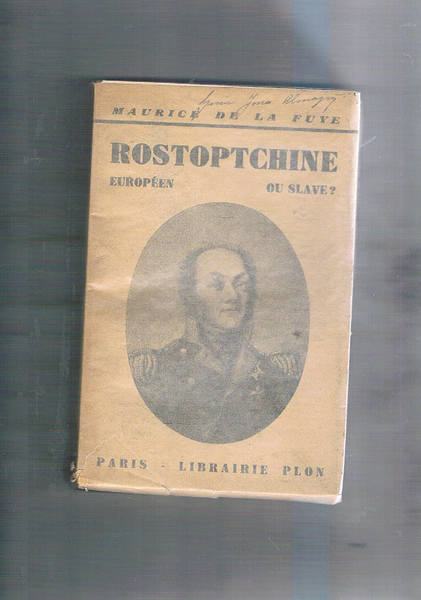 MAURICE DE LA FUYE
ROSTOPTCHINE
EUROPÉEN OU SLAVE?
PARIS - LIBRAIRIE PLON